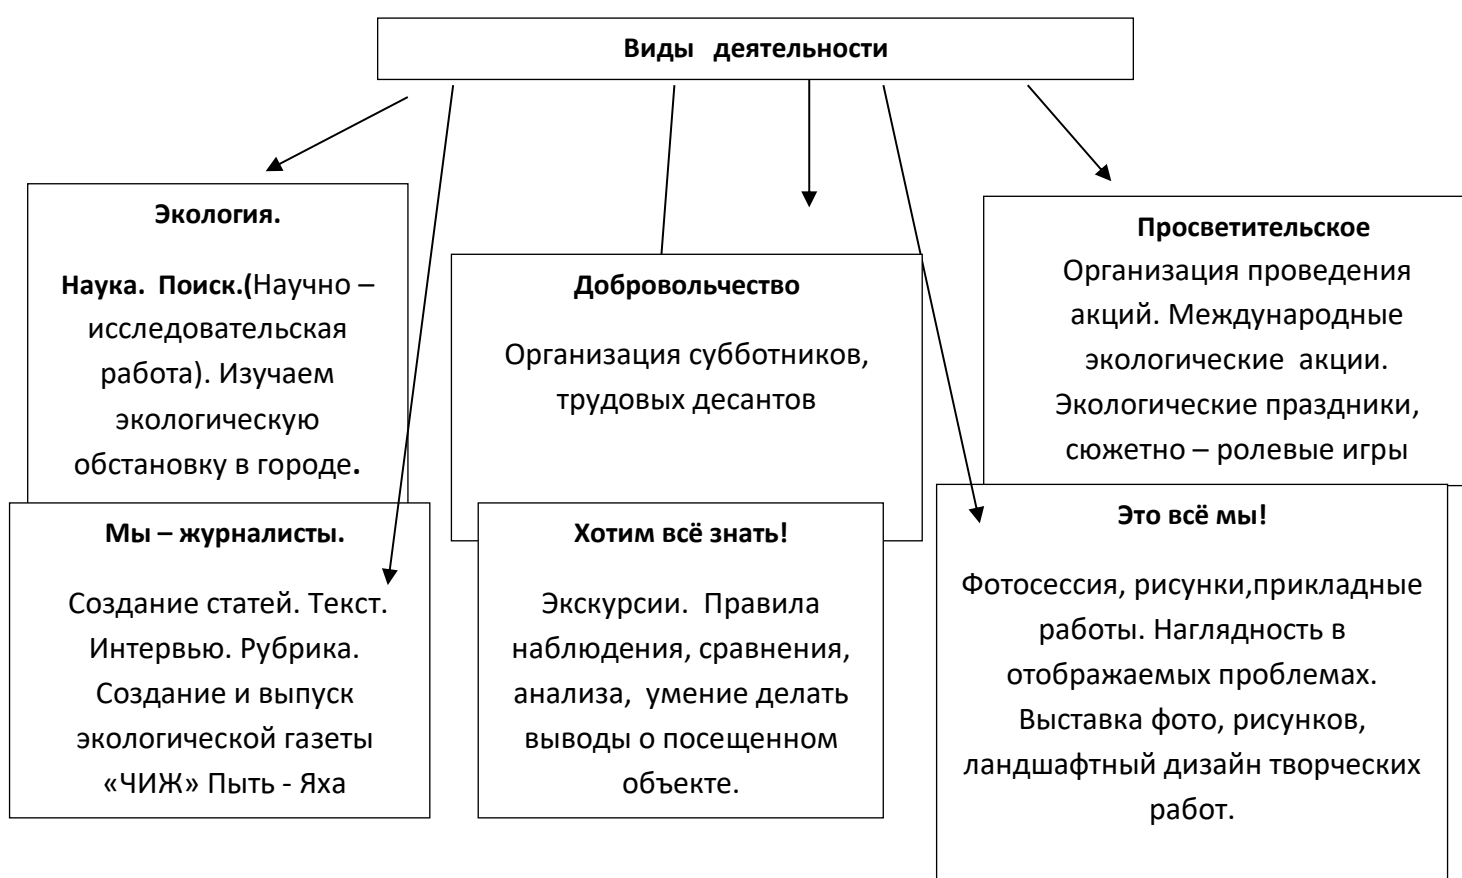 Виды деятельности
Экология.
Наука. Поиск.(Научно –
исследовательская
работа). Изучаем
экологическую
обстановку в городе.
Добровольчество
Организация субботников,
трудовых десантов
Просветительское
Организация проведения
акций. Международные
экологические акции.
Экологические праздники,
сюжетно – ролевые игры
Мы – журналисты.
Создание статей. Текст.
Интервью. Рубрика.
Создание и выпуск
экологической газеты
«ЧИЖ» Пыть - Яха
Хотим всё знать!
Экскурсии. Правила
наблюдения, сравнения,
анализа, умение делать
выводы о посещенном
объекте.
Это всё мы!
Фотосессия, рисунки,прикладные
работы. Наглядность в
отображаемых проблемах.
Выставка фото, рисунков,
ландшафтный дизайн творческих
работ.